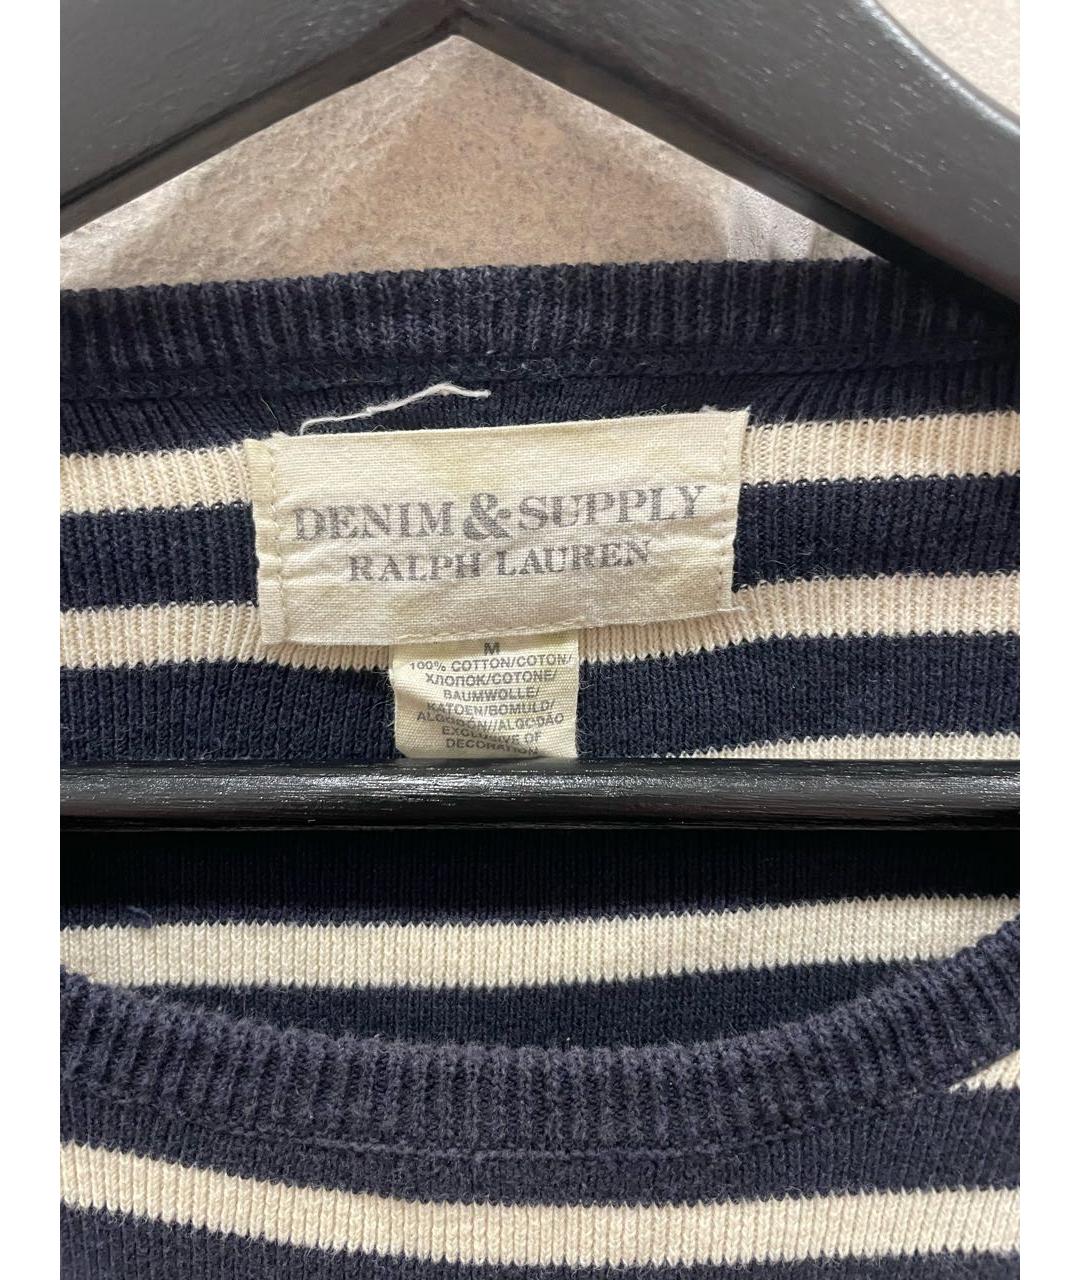 DENIM & SUPPLY
RALPH LAUREN
M
100% COTTON/COTON/
ХЛОПОК/COTONE/
BAUMWOLLE/
KATOEN/BOMULD/
ALGODÓN//ALGODÃO
EXCLUSIVE OF
DECORATION